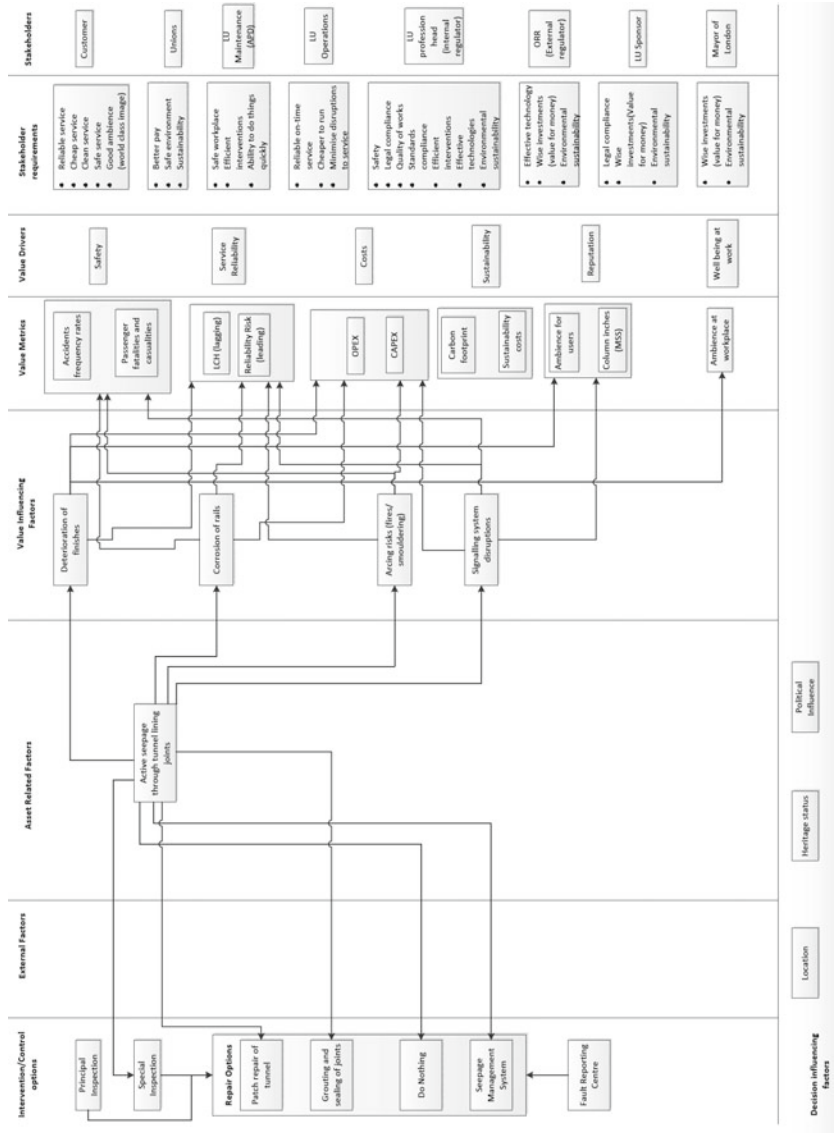 Intervention/Control
options
Principal
Inspection
Special
Inspection
Repair Options
Patch repair of
tunnel
Grouting and
sealing of joints
Do Nothing
Seepage
Management
System
Fault Reporting
Centre
External Factors
Asset Related Factors
Active seepage
through tunnel lining
joints
Value Influencing
Factors
Deterioration of
finishes
Corrosion of rails
Arcing risks (fires/
smouldering)
Signalling system
disruptions
Value Metrics
Accidents
frequency rates
Passenger
fatalities and
casualities
LCH (lagging)
Reliability Risk
(leading)
OPEX
CAPEX
Carbon
footprint
Sustainability
costs
Ambience for
users
Column inches
(MSS)
Ambience at
workplace
Value Drivers
Safety
Service
Reliability
Costs
Sustainability
Reputation
Well being at
work
Stakeholder
requirements
• Reliable service
• Cheap service
• Clean service
• Safe service
• Good ambience
(world class image)
• Better pay
• Safe environment
• Sustainability
• Safe workplace
• Efficient
interventions
• Ability to do things
quickly
• Reliable on-time
service
• Cheaper to run
• Minimise disruptions
to service
• Safety
• Legal compliance
• Quality of works
• Standards
compliance
• Efficient
interventions
• Effective
technologies
• Environmental
sustainability
• Effective technology
• Wise investments
(value for money)
• Environmental
sustainability
• Legal compliance
• Wise
investments(Value
for money)
• Environmental
sustainability
• Wise investments
(value for money)
• Environmental
sustainability
Stakeholders
Customer
Unions
LU
Maintenance
(APD)
LU
Operations
LU
profession
head
(internal
regulator)
ORR
(External
regulator)
LU Sponsor
Mayor of
London
Decision influencing
factors
Location
Heritage status
Political
Influence